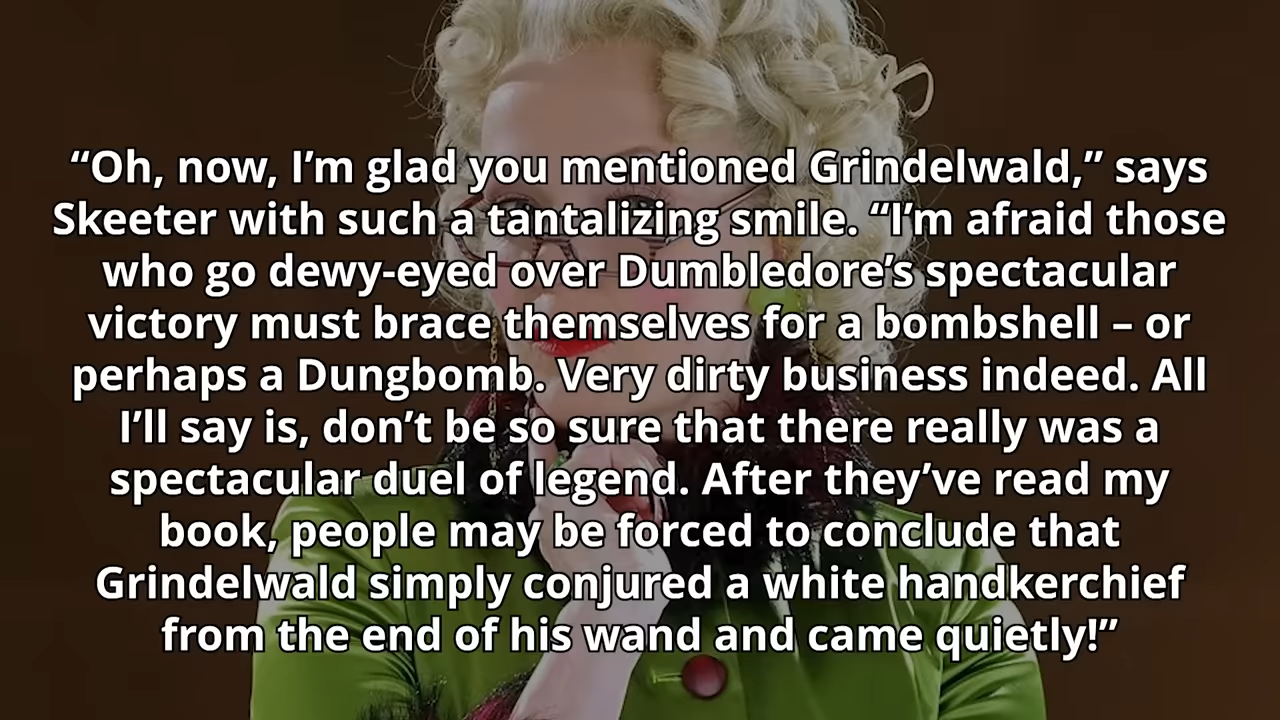 “Oh, now, I’m glad you mentioned Grindelwald,” says
Skeeter with such a tantalizing smile. “I’m afraid those
who go dewy-eyed over Dumbledore’s spectacular
victory must brace themselves for a bombshell – or
perhaps a Dungbomb. Very dirty business indeed. All
I’ll say is, don’t be so sure that there really was a
spectacular duel of legend. After they’ve read my
book, people may be forced to conclude that
Grindelwald simply conjured a white handkerchief
from the end of his wand and came quietly!”